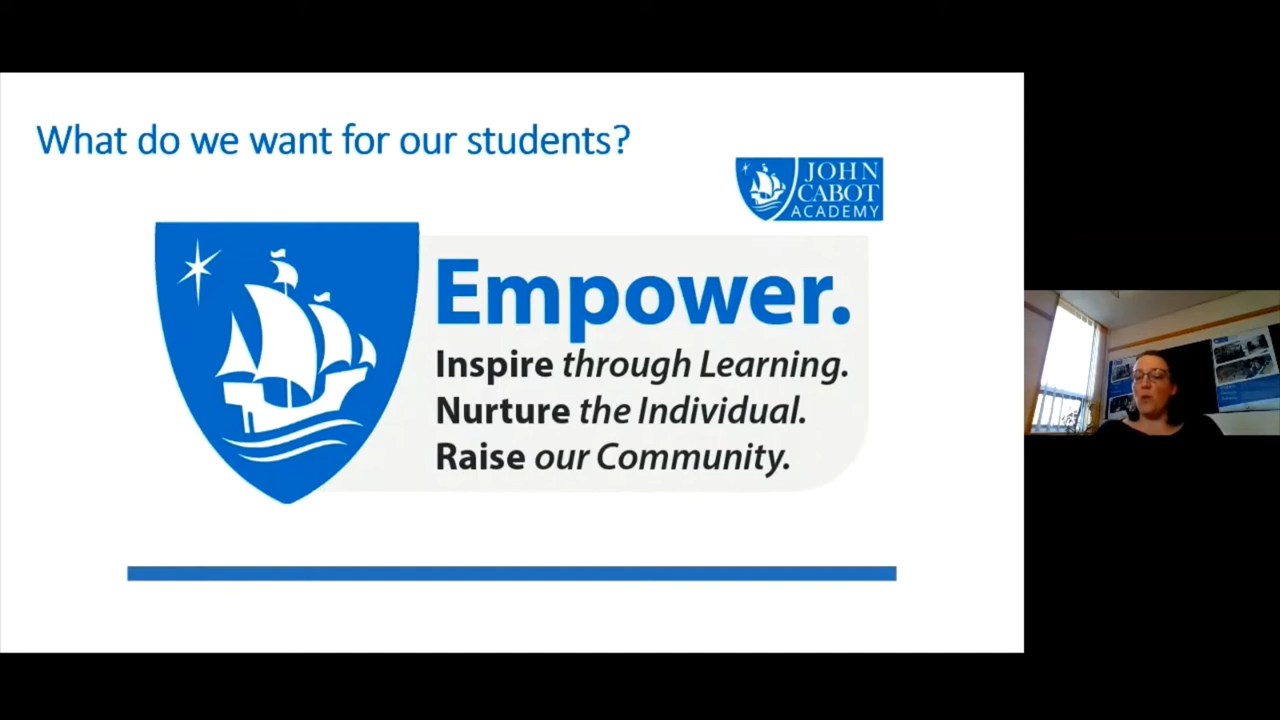 What do we want for our students?
JOHN
CABOT
ACADEMY
Empower.
Inspire through Learning.
Nurture the Individual.
Raise our Community.